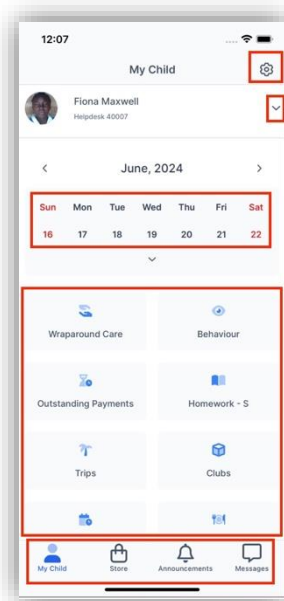 12:07
My Child
Fiona Maxwell
Helpdesk 40007
June, 2024
Sun Mon Tue Wed Thu Fri Sat
16 17 18 19 20 21 22
Wraparound Care Behaviour
Outstanding Payments Homework - S
Trips Clubs
My Child Store Announcements Messages